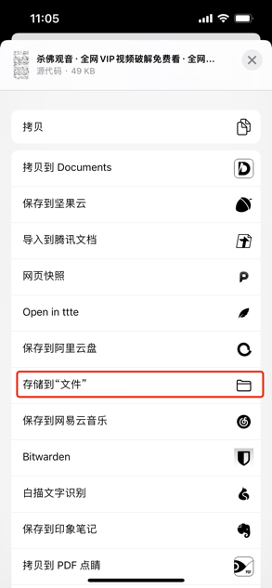 11:05
杀佛观音·全网VIP视频破解免费看·全网...
源代码·49 KB
拷贝
拷贝到 Documents
保存到坚果云
导入到腾讯文档
网页快照
Open in ttte
保存到阿里云盘
存储到“文件”
保存到网易云音乐
Bitwarden
白描文字识别
保存到印象笔记
拷贝到 PDF 点睛